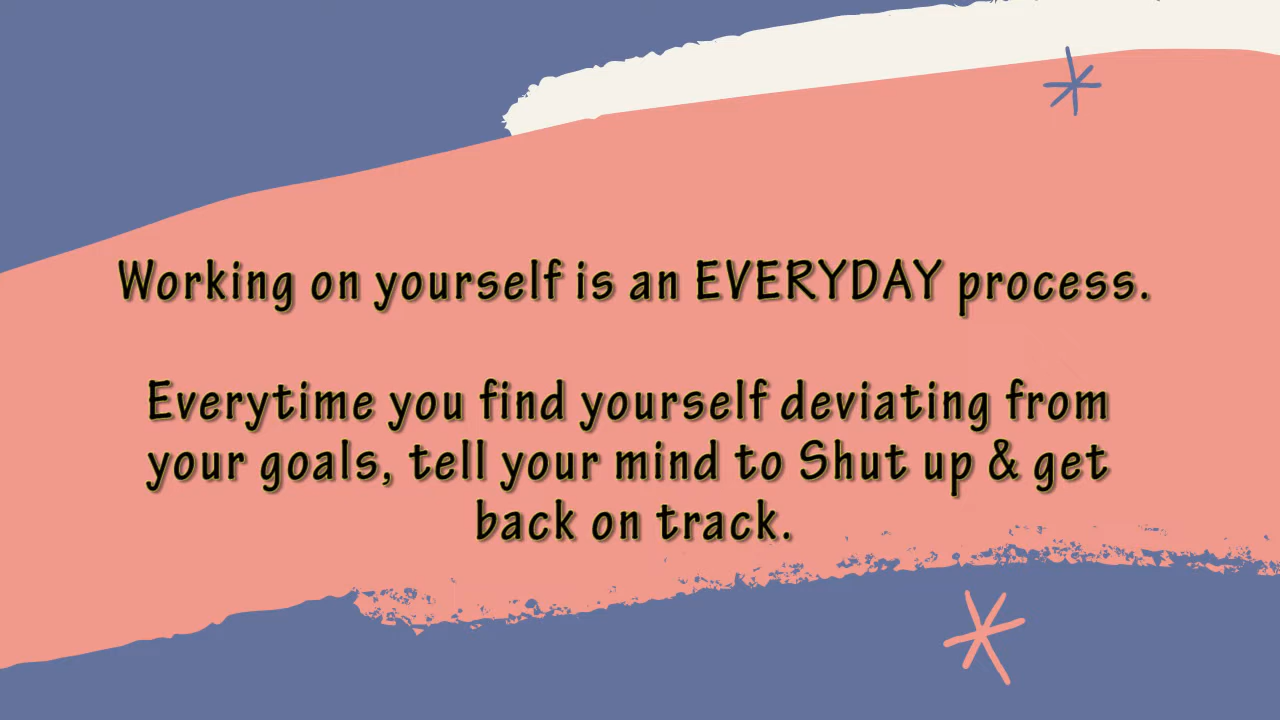 Working on yourself is an EVERYDAY process.
Everytime you find yourself deviating from
your goals, tell your mind to Shut up & get
back on track.